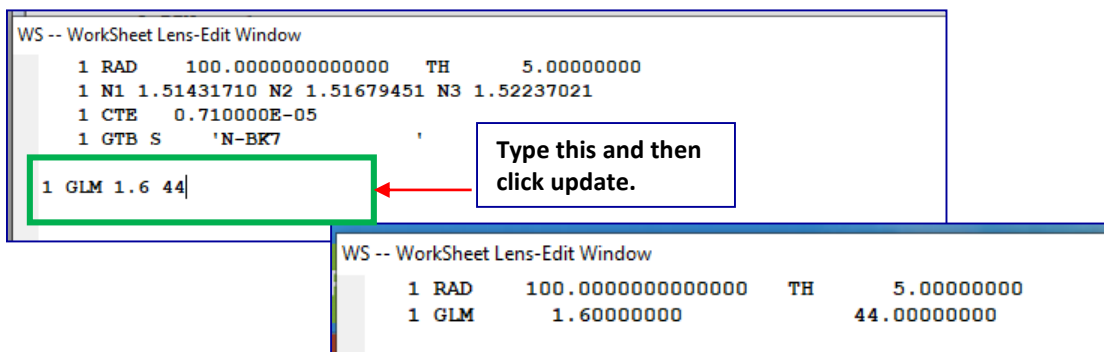 WS -- WorkSheet Lens-Edit Window
1 RAD 100.0000000000000 TH 5.00000000
1 N1 1.51431710 N2 1.51679451 N3 1.52237021
1 CTE 0.710000E-05
1 GTB S 'N-BK7 '
1 GLM 1.6 44
Type this and then
click update.
WS -- WorkSheet Lens-Edit Window
1 RAD 100.0000000000000 TH 5.00000000
1 GLM 1.60000000 44.00000000